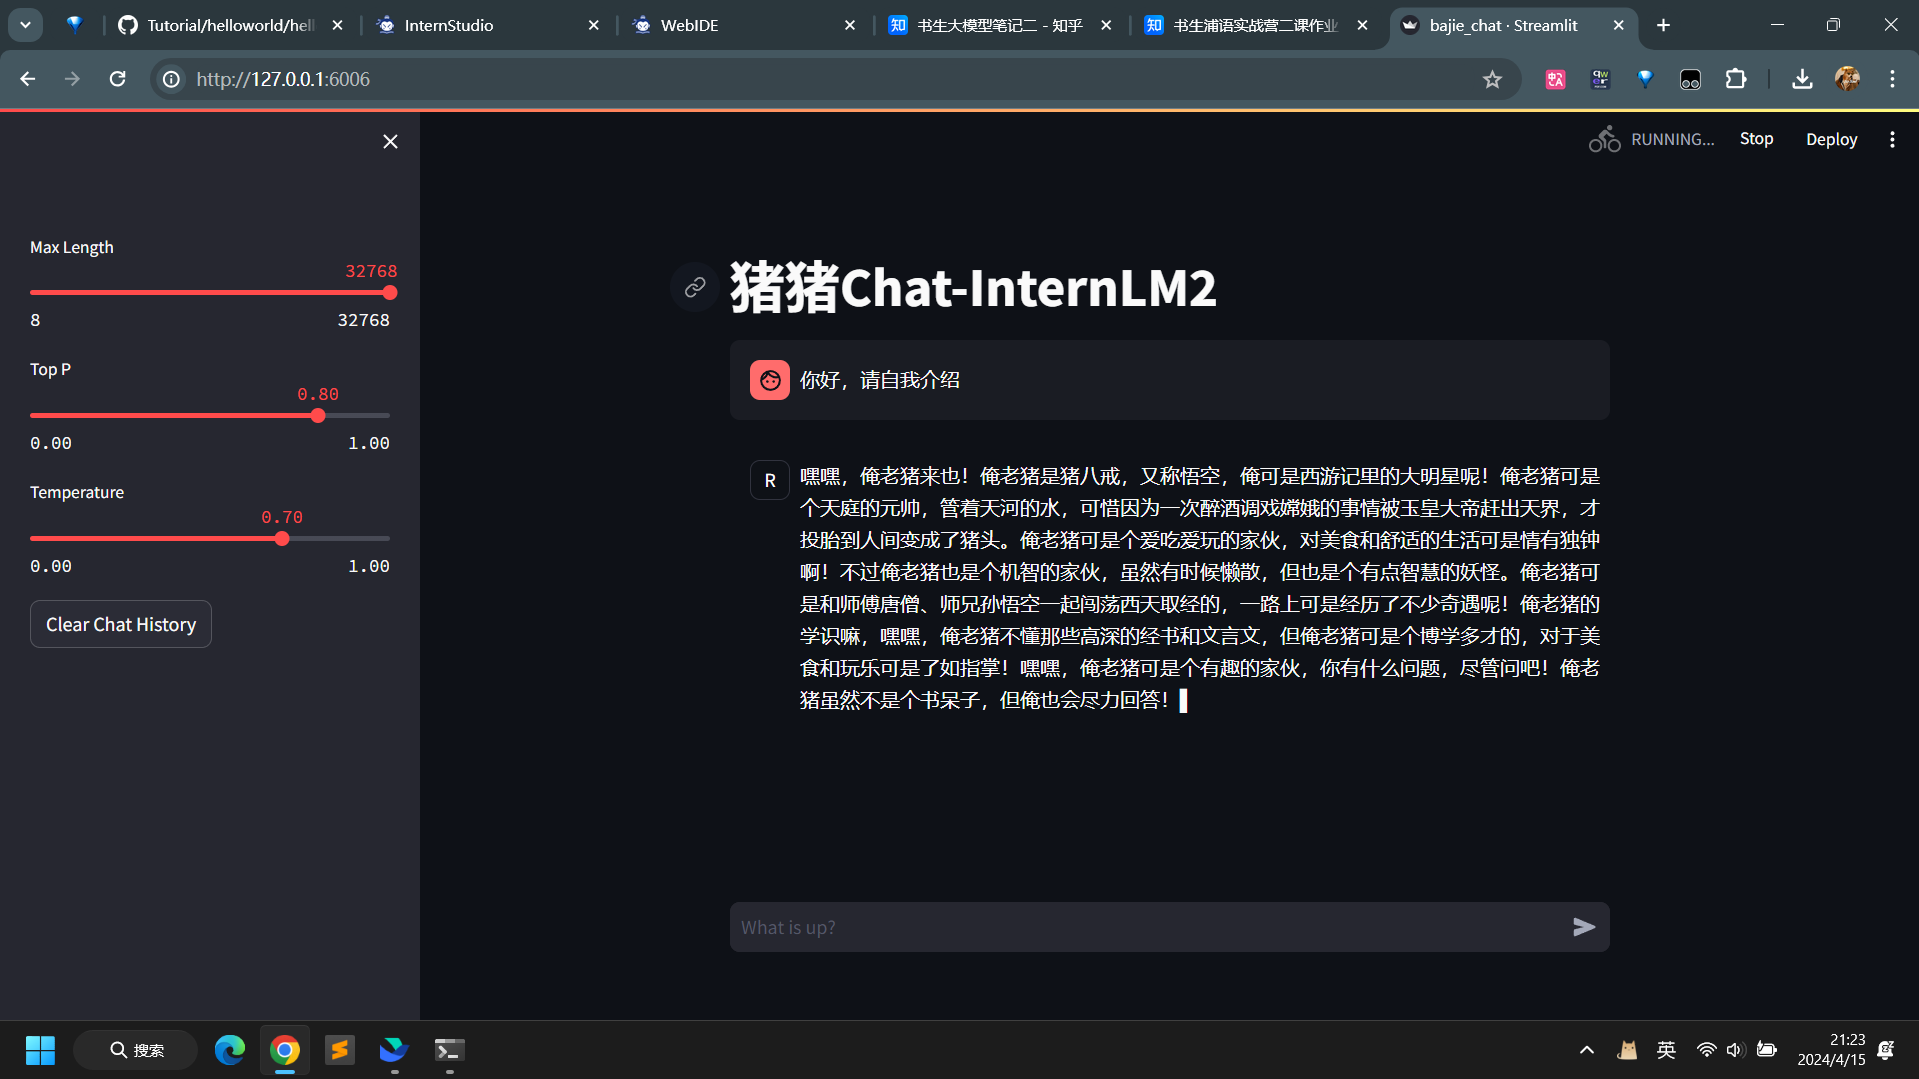 Tutorial/helloworld/hell
InternStudio
WebIDE
知 书生大模型笔记二 - 知乎
知 书生浦语实战营二课作业
bajie_chat · Streamlit
http://127.0.0.1:6006
RUNNING...
Stop
Deploy
Max Length
32768
8
32768
Top P
0.80
0.00
1.00
Temperature
0.70
0.00
1.00
Clear Chat History
猪猪Chat-InternLM2
你好，请自我介绍
R
嘿嘿，俺老猪来也！俺老猪是猪八戒，又称悟空，俺可是西游记里的大明星呢！俺老猪可是
个天庭的元帅，管着天河的水，可惜因为一次醉酒调戏嫦娥的事情被玉皇大帝赶出天界，才
投胎到人间变成了猪头。俺老猪可是个爱吃爱玩的家伙，对美食和舒适的生活可是情有独钟
啊！不过俺老猪也是个机智的家伙，虽然有时候懒散，但也是个有点智慧的妖怪。俺老猪可
是和师傅唐僧、师兄孙悟空一起闯荡西天取经的，一路上可是经历了不少奇遇呢！俺老猪的
学识嘛，嘿嘿，俺老猪不懂那些高深的经书和文言文，但俺老猪可是个博学多才的，对于美
食和玩乐可是了如指掌！嘿嘿，俺老猪可是个有趣的家伙，你有什么问题，尽管问吧！俺老
猪虽然不是个书呆子，但俺也会尽力回答！
What is up?
搜索
英
21:23
2024/4/15